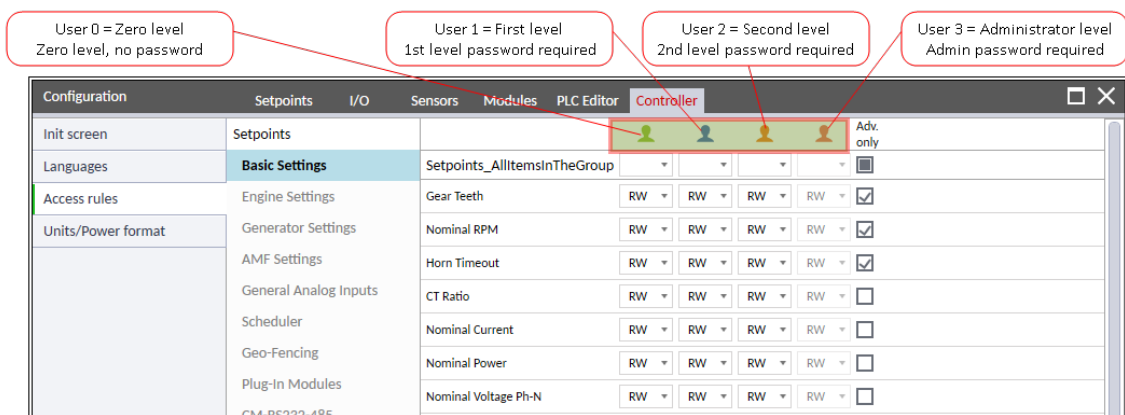 User 0 = Zero level
Zero level, no password
User 1 = First level
1st level password required
User 2 = Second level
2nd level password required
User 3 = Administrator level
Admin password required
Configuration
Setpoints I/O Sensors Modules PLC Editor Controller
Init screen
Languages
Access rules
Units/Power format
Setpoints
Basic Settings
Engine Settings
Generator Settings
AMF Settings
General Analog Inputs
Scheduler
Geo-Fencing
Plug-In Modules
CM-RS232-485
Adv.
only
Setpoints_AllItemsInTheGroup
Gear Teeth RW RW RW RW
Nominal RPM RW RW RW RW
Horn Timeout RW RW RW RW
CT Ratio RW RW RW RW
Nominal Current RW RW RW RW
Nominal Power RW RW RW RW
Nominal Voltage Ph-N RW RW RW RW